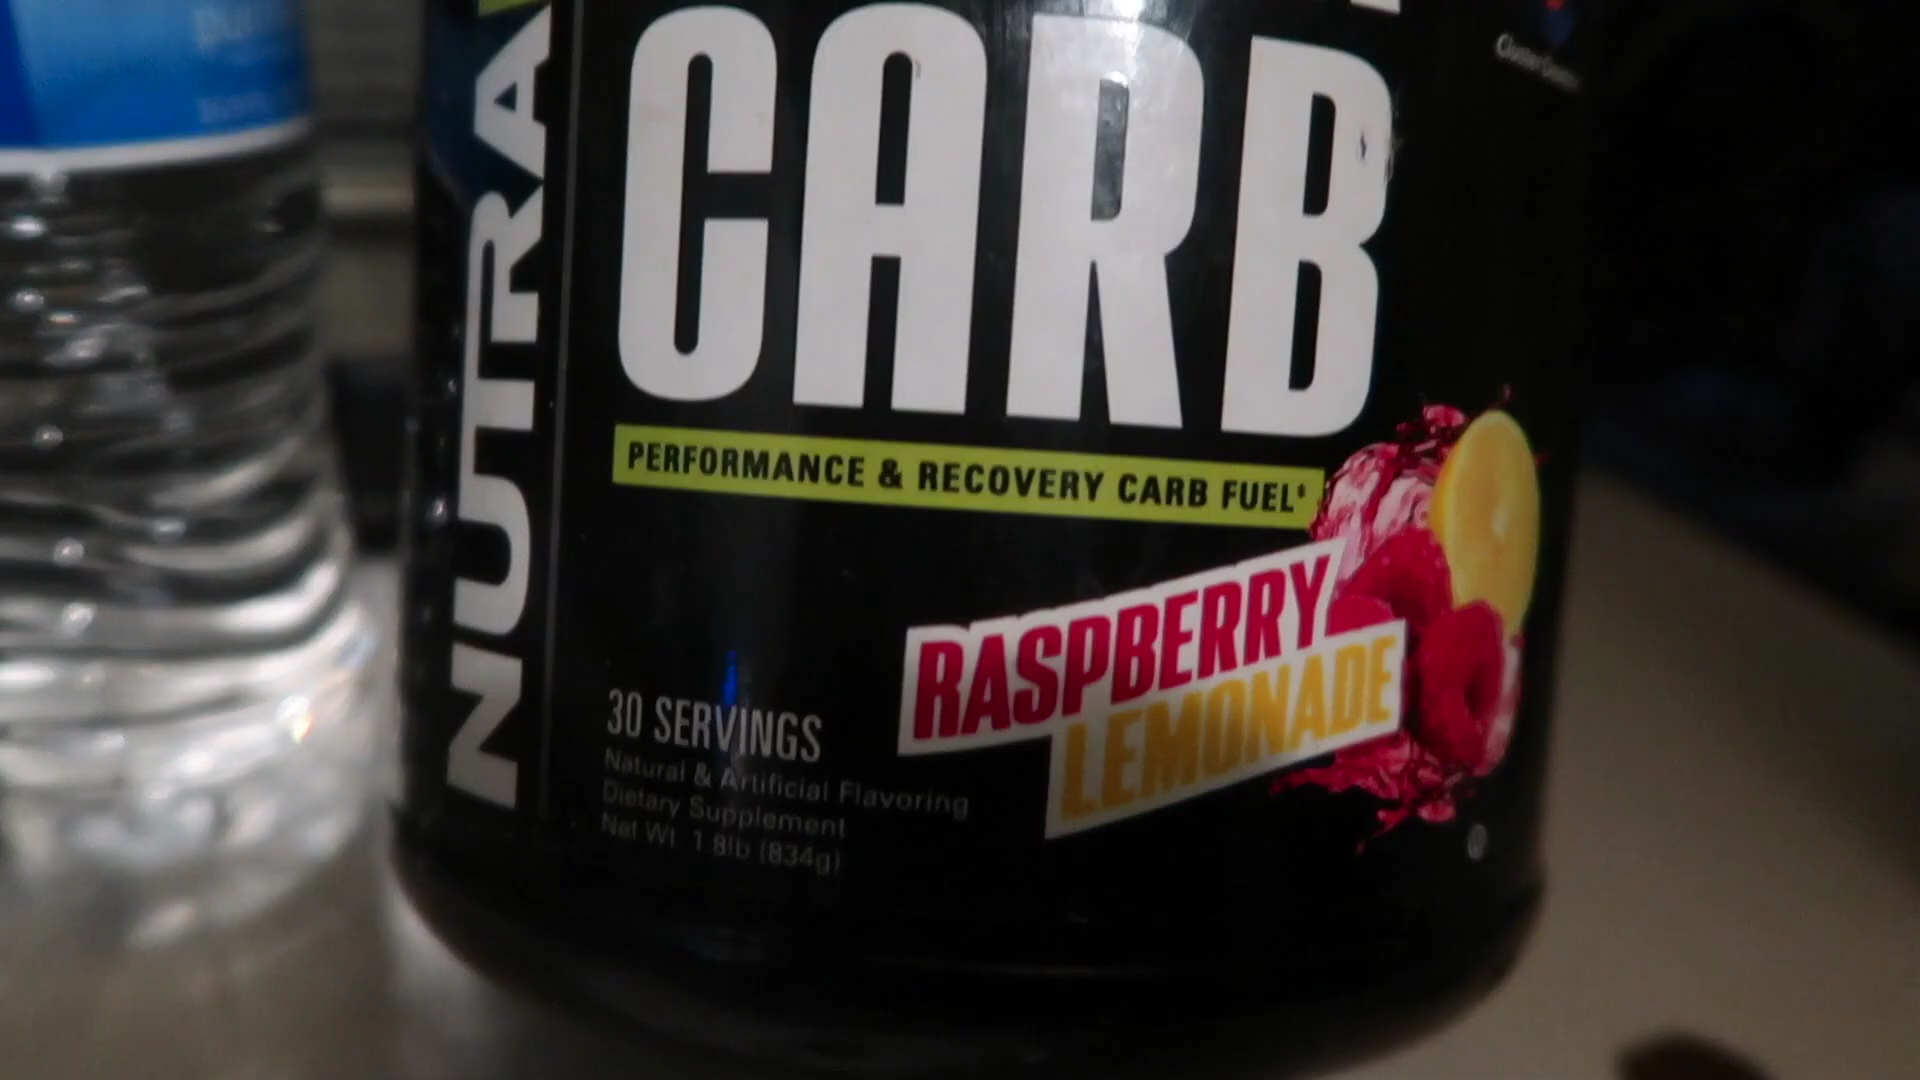 NUTRA
CARB
PERFORMANCE & RECOVERY CARB FUEL‡
RASPBERRY
LEMONADE
30 SERVINGS
Natural & Artificial Flavoring
Dietary Supplement
Net Wt. 1.8lb (834g)